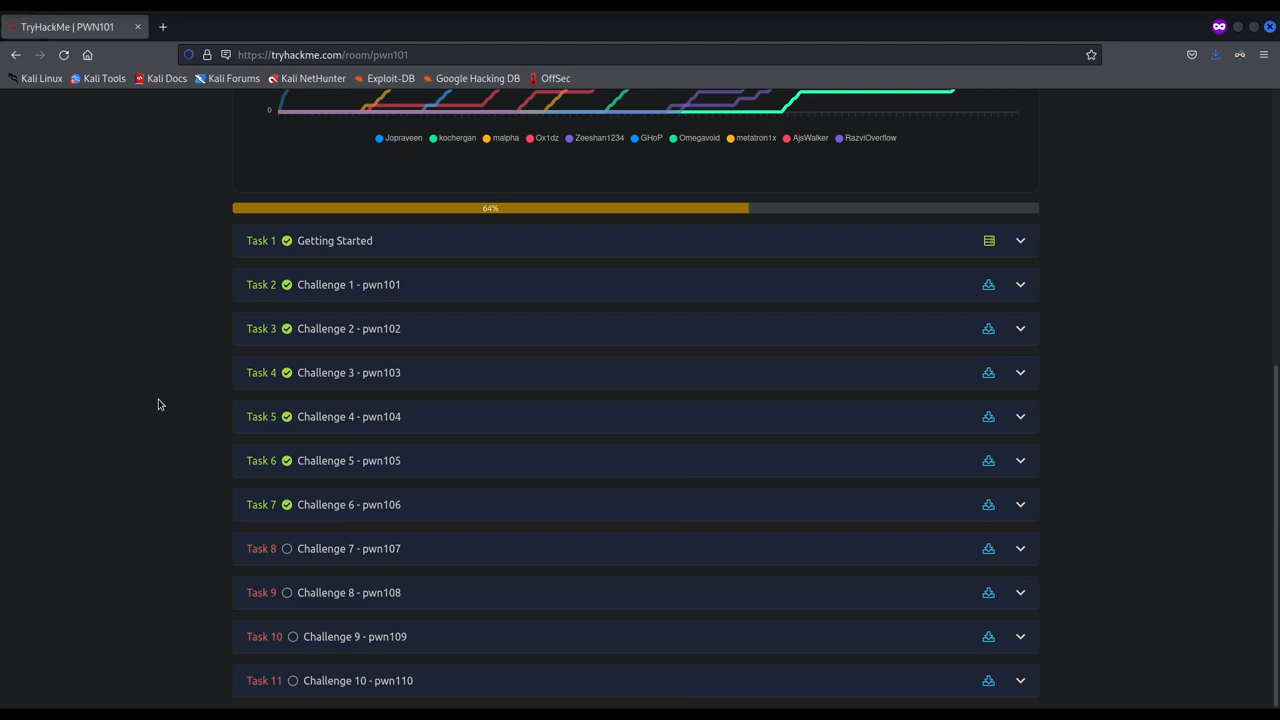 TryHackMe | PWN101
https://tryhackme.com/room/pwn101
Kali Linux Kali Tools Kali Docs Kali Forums Kali NetHunter Exploit-DB Google Hacking DB OffSec
0
Jopraveen kochergan malpha Ox1dz Zeeshan1234 GHoP Omegavoid metatron1x AjsWalker RazviOverflow
64%
Task 1 Getting Started
Task 2 Challenge 1 - pwn101
Task 3 Challenge 2 - pwn102
Task 4 Challenge 3 - pwn103
Task 5 Challenge 4 - pwn104
Task 6 Challenge 5 - pwn105
Task 7 Challenge 6 - pwn106
Task 8 Challenge 7 - pwn107
Task 9 Challenge 8 - pwn108
Task 10 Challenge 9 - pwn109
Task 11 Challenge 10 - pwn110